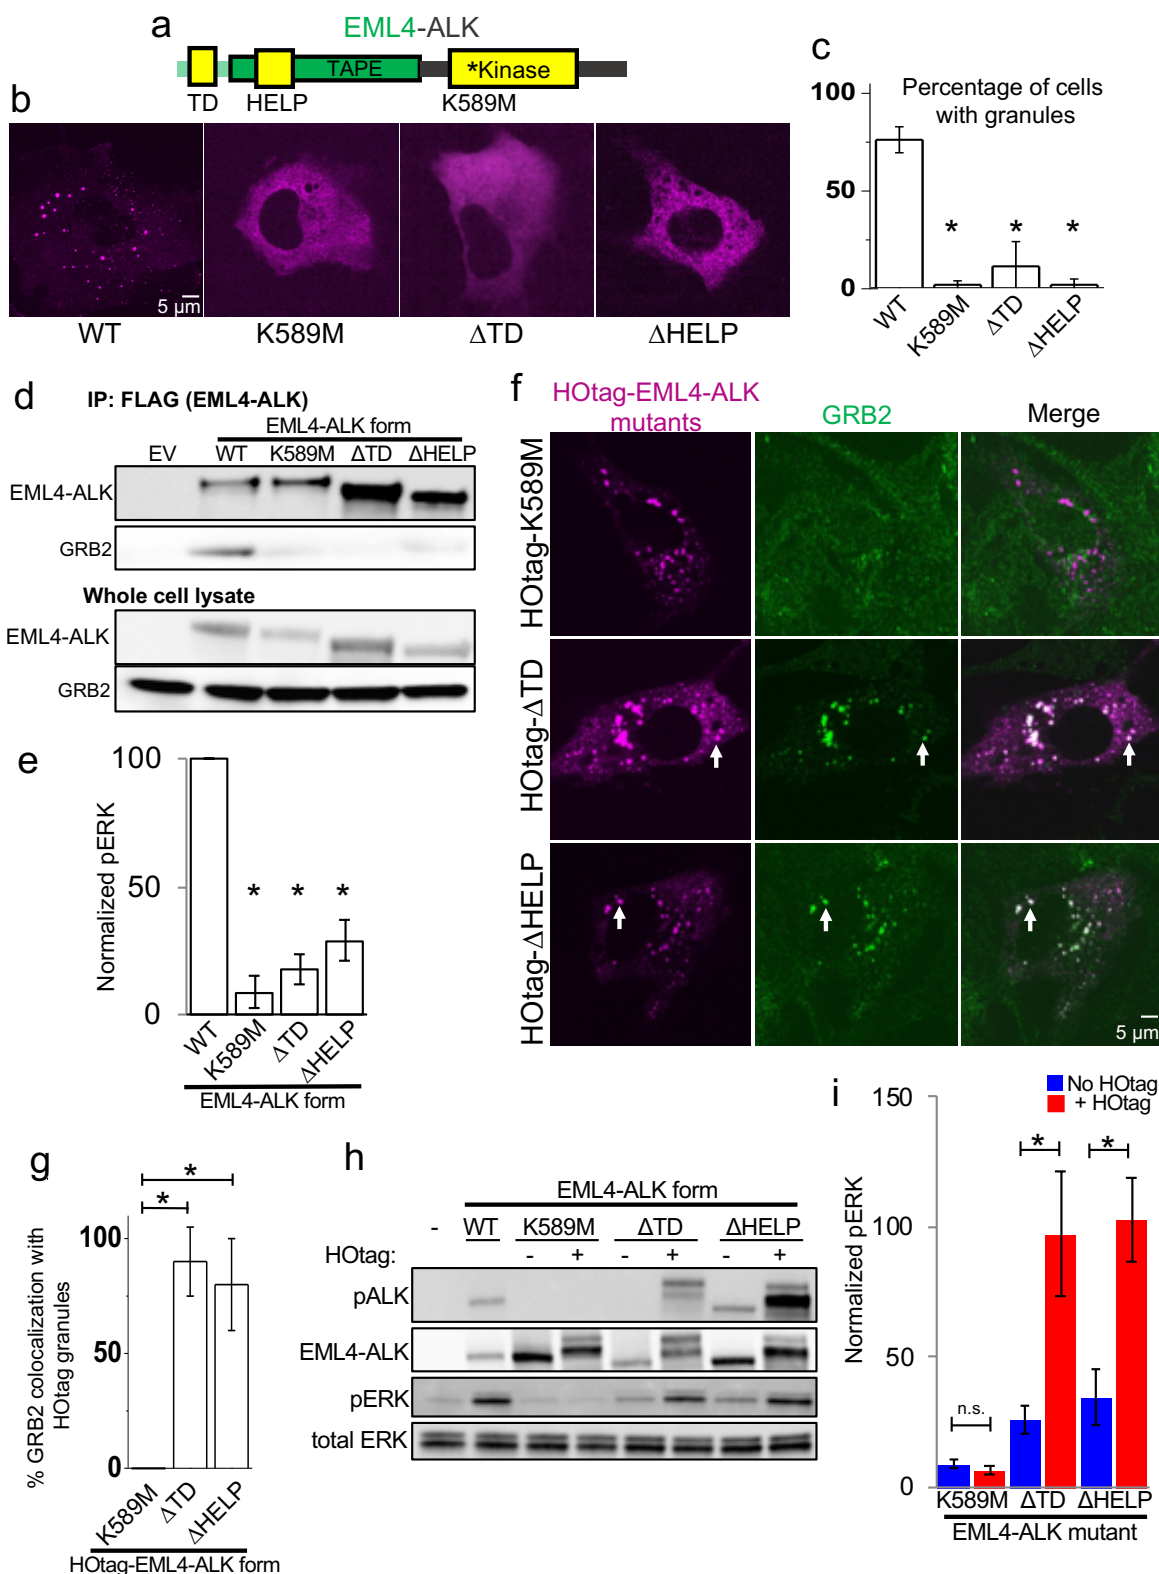 a
EML4-ALK
TAPE
*Kinase
TD
HELP
K589M
b
5 µm
WT
K589M
ΔTD
ΔHELP
c
Percentage of cells
with granules
100
50
0
*
*
*
WT
K589M
ΔTD
ΔHELP
d
IP: FLAG (EML4-ALK)
EML4-ALK form
EV
WT
K589M
ΔTD
ΔHELP
EML4-ALK
GRB2
Whole cell lysate
EML4-ALK
GRB2
e
Normalized pERK
100
50
0
*
*
*
WT
K589M
ΔTD
ΔHELP
EML4-ALK form
f
HOtag-EML4-ALK
mutants
GRB2
Merge
HOtag-K589M
HOtag-ΔTD
HOtag-ΔHELP
5 µm
g
% GRB2 colocalization with
HOtag granules
100
50
0
*
*
K589M
ΔTD
ΔHELP
HOtag-EML4-ALK form
h
EML4-ALK form
-
WT
K589M
ΔTD
ΔHELP
HOtag:
-
+
-
+
-
+
pALK
EML4-ALK
pERK
total ERK
i
No HOtag
+ HOtag
Normalized pERK
150
100
50
0
n.s.
*
*
K589M
ΔTD
ΔHELP
EML4-ALK mutant